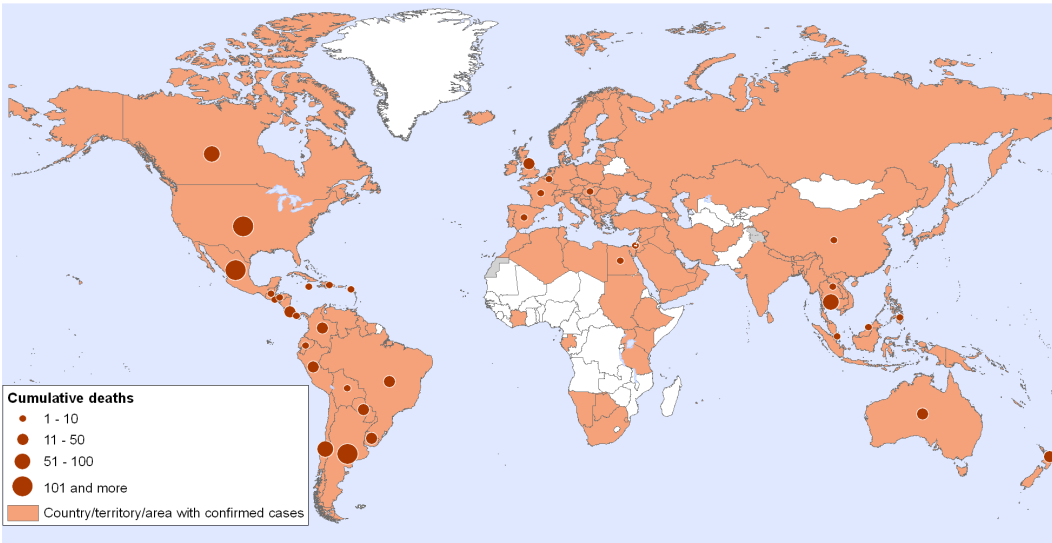 Cumulative deaths
1 - 10
11 - 50
51 - 100
101 and more
Country/territory/area with confirmed cases